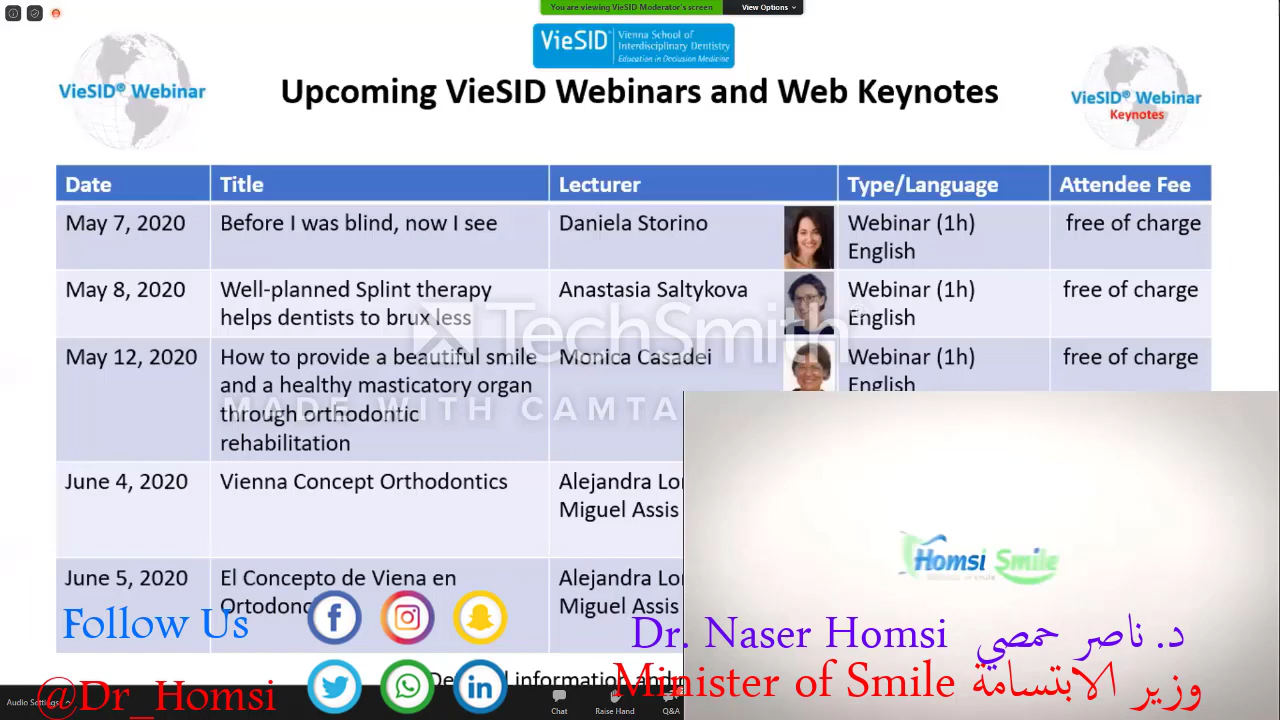 You are viewing VieSID Moderator's screen
View Options
VieSID® Vienna School of
Interdisciplinary Dentistry
Education in Occlusion Medicine
VieSID® Webinar
Upcoming VieSID Webinars and Web Keynotes
VieSID® Webinar
Keynotes
Date Title Lecturer Type/Language Attendee Fee
May 7, 2020 Before I was blind, now I see Daniela Storino Webinar (1h) free of charge
English
May 8, 2020 Well-planned Splint therapy Anastasia Saltykova Webinar (1h) free of charge
helps dentists to brux less English
TechSmith®
May 12, 2020 How to provide a beautiful smile Monica Casadei Webinar (1h) free of charge
and a healthy masticatory organ English
through orthodontic
MADE WITH CAMTA
rehabilitation
June 4, 2020 Vienna Concept Orthodontics Alejandra
Miguel Assis
June 5, 2020 El Concepto de Viena en Alejandra
Miguel Assis
Homsi Smile
Follow Us
Dr. Naser Homsi د. ناصر حمصي
information and
Minister of Smile وزير الابتسامة
@Dr_Homsi
Audio Settings
Chat
Raise Hand
Q&A